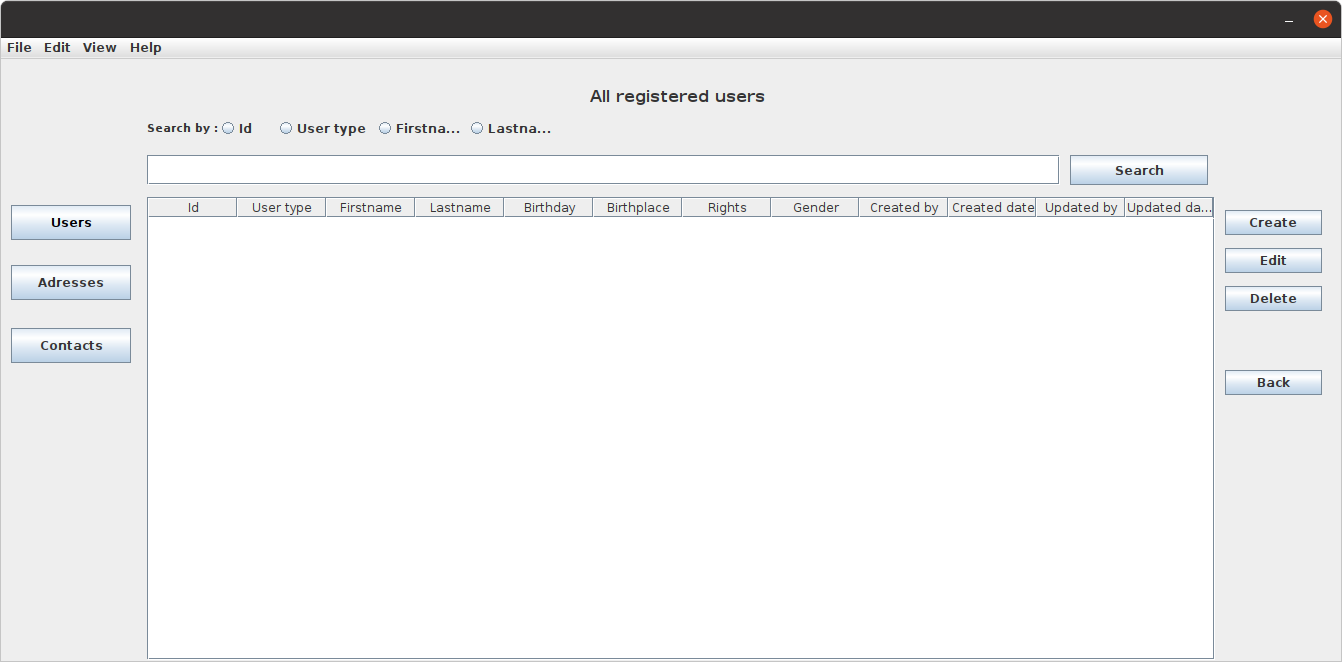 File Edit View Help
All registered users
Search by : Id User type Firstna... Lastna...
Search
Id User type Firstname Lastname Birthday Birthplace Rights Gender Created by Created date Updated by Updated da...
Users
Adresses
Contacts
Create
Edit
Delete
Back